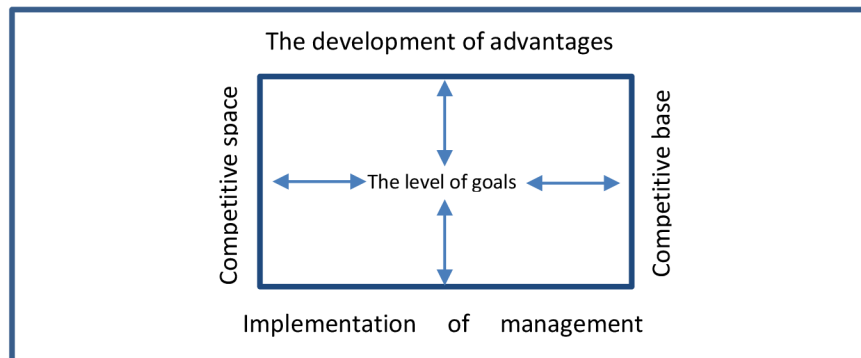 The development of advantages
Competitive space
The level of goals
Competitive base
Implementation of management